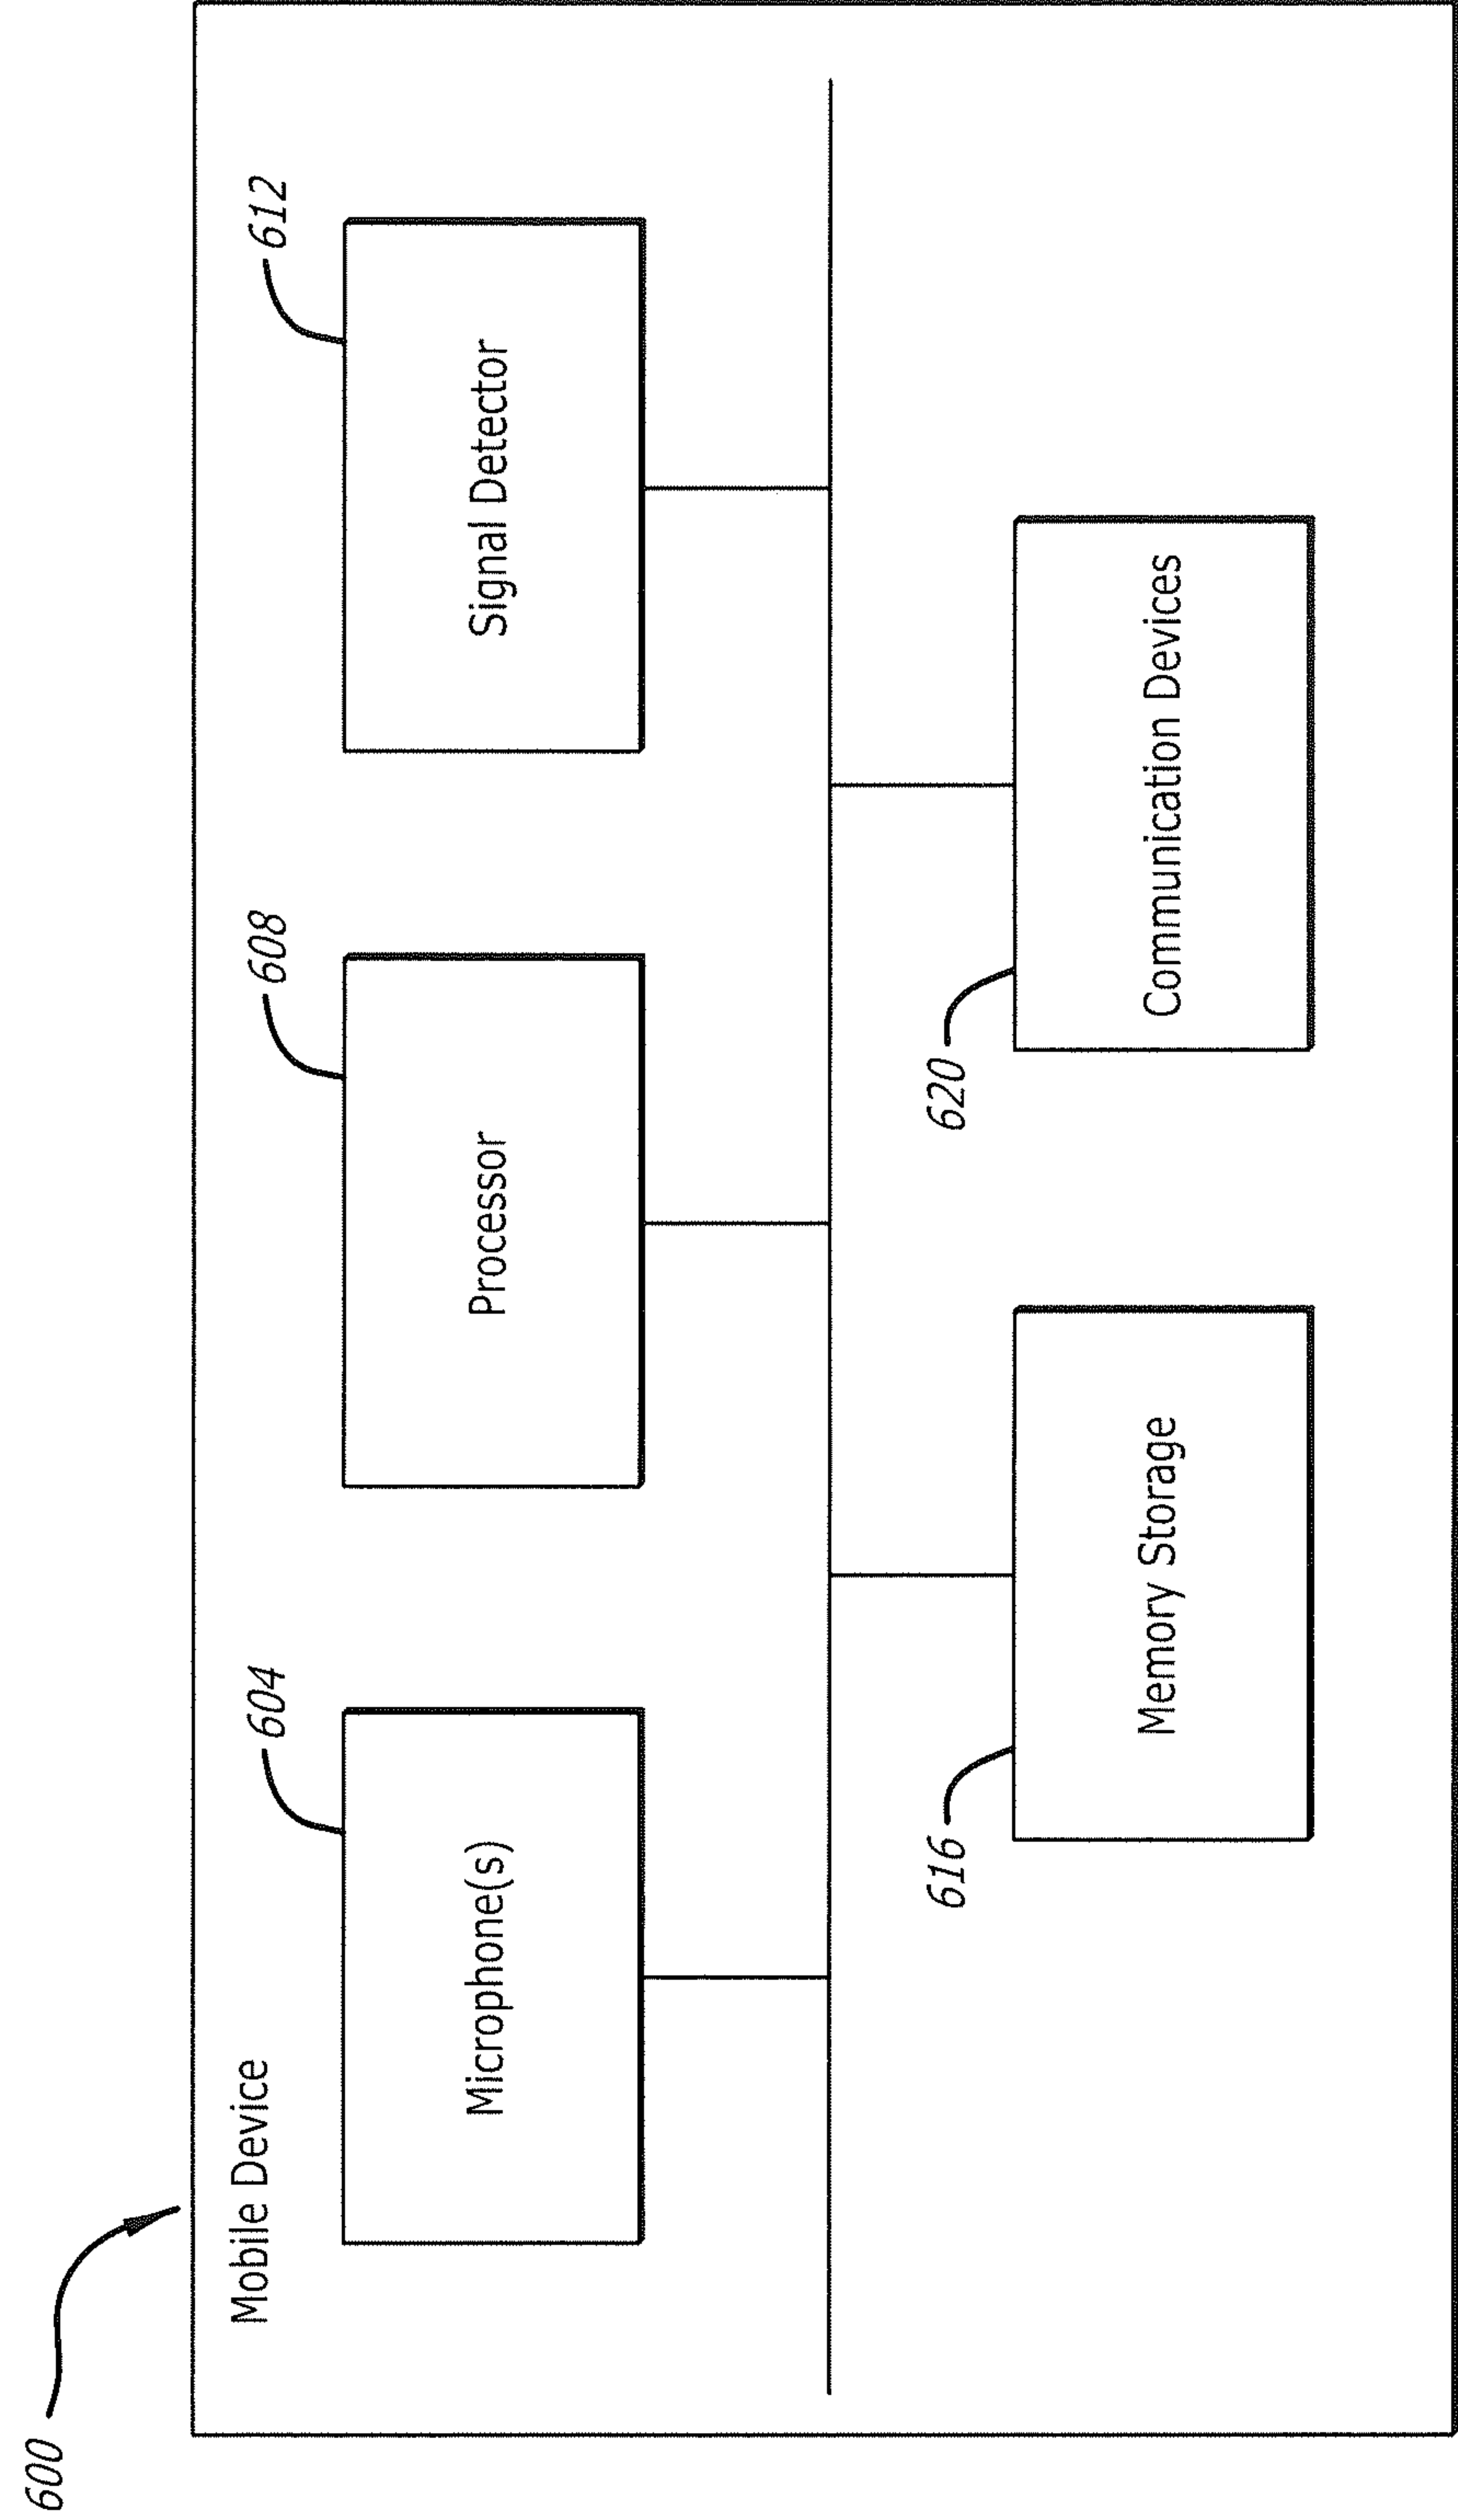 600
Mobile Device
604
608
612
Microphone(s)
Processor
Signal Detector
616
620
Memory Storage
Communication Devices